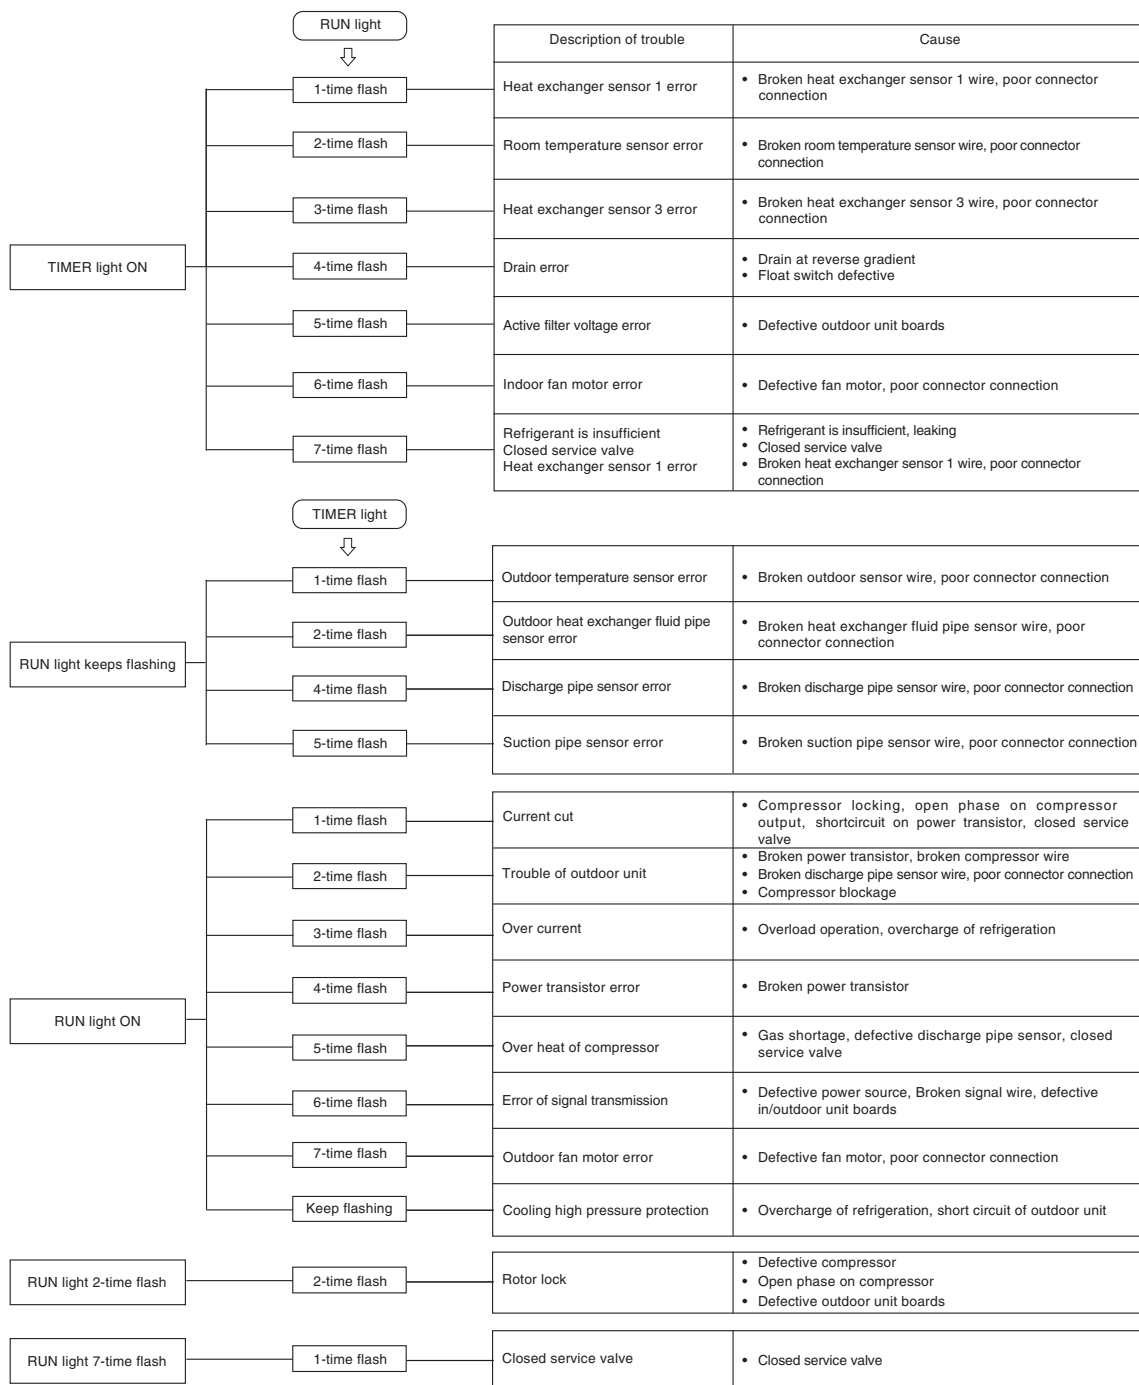 RUN light
Description of trouble
Cause
1-time flash
Heat exchanger sensor 1 error
• Broken heat exchanger sensor 1 wire, poor connector
connection
2-time flash
Room temperature sensor error
• Broken room temperature sensor wire, poor connector
connection
3-time flash
Heat exchanger sensor 3 error
• Broken heat exchanger sensor 3 wire, poor connector
connection
TIMER light ON
4-time flash
Drain error
• Drain at reverse gradient
• Float switch defective
5-time flash
Active filter voltage error
• Defective outdoor unit boards
6-time flash
Indoor fan motor error
• Defective fan motor, poor connector connection
7-time flash
Refrigerant is insufficient
Closed service valve
Heat exchanger sensor 1 error
• Refrigerant is insufficient, leaking
• Closed service valve
• Broken heat exchanger sensor 1 wire, poor connector
connection
TIMER light
1-time flash
Outdoor temperature sensor error
• Broken outdoor sensor wire, poor connector connection
2-time flash
Outdoor heat exchanger fluid pipe
sensor error
• Broken heat exchanger fluid pipe sensor wire, poor
connector connection
RUN light keeps flashing
4-time flash
Discharge pipe sensor error
• Broken discharge pipe sensor wire, poor connector connection
5-time flash
Suction pipe sensor error
• Broken suction pipe sensor wire, poor connector connection
1-time flash
Current cut
• Compressor locking, open phase on compressor
output, shortcircuit on power transistor, closed service
valve
2-time flash
Trouble of outdoor unit
• Broken power transistor, broken compressor wire
• Broken discharge pipe sensor wire, poor connector connection
• Compressor blockage
3-time flash
Over current
• Overload operation, overcharge of refrigeration
4-time flash
Power transistor error
• Broken power transistor
RUN light ON
5-time flash
Over heat of compressor
• Gas shortage, defective discharge pipe sensor, closed
service valve
6-time flash
Error of signal transmission
• Defective power source, Broken signal wire, defective
in/outdoor unit boards
7-time flash
Outdoor fan motor error
• Defective fan motor, poor connector connection
Keep flashing
Cooling high pressure protection
• Overcharge of refrigeration, short circuit of outdoor unit
RUN light 2-time flash
2-time flash
Rotor lock
• Defective compressor
• Open phase on compressor
• Defective outdoor unit boards
RUN light 7-time flash
1-time flash
Closed service valve
• Closed service valve